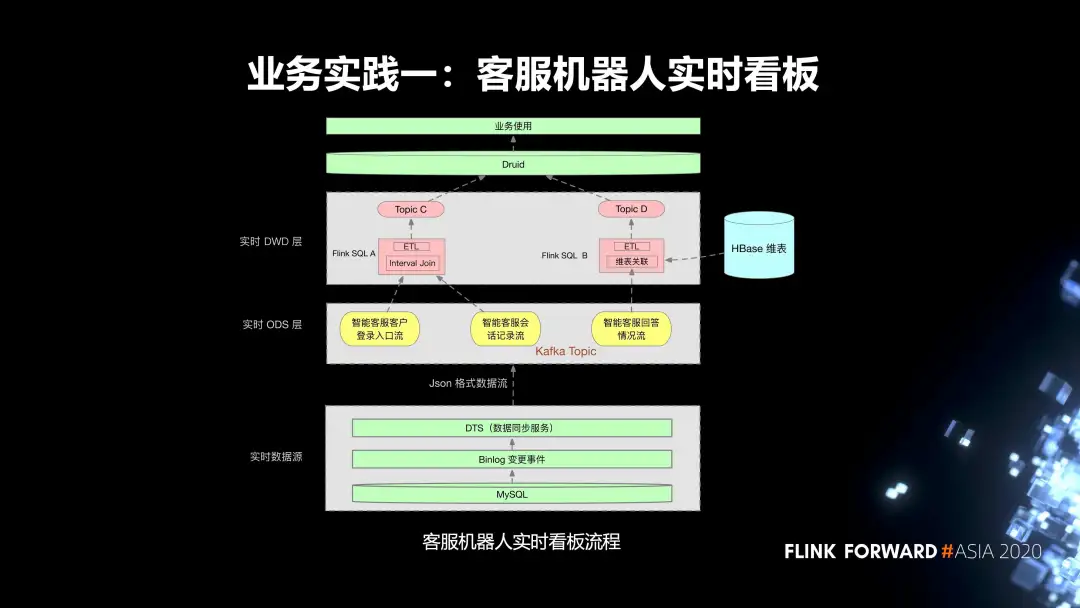 业务实践一：客服机器人实时看板
业务使用
Druid
Topic C
Topic D
实时 DWD 层
Flink SQL A
ETL
Interval Join
Flink SQL B
ETL
维表关联
HBase 维表
实时 ODS 层
智能客服客户
登录入口流
智能客服会
话记录流
智能客服回答
情况流
Kafka Topic
Json 格式数据流
实时数据源
DTS（数据同步服务）
Binlog 变更事件
MySQL
客服机器人实时看板流程
FLINK FORWARD #ASIA 2020